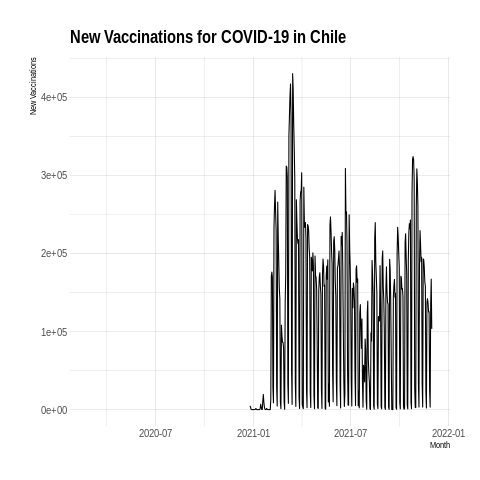 New Vaccinations for COVID-19 in Chile
New Vaccinations
4e+05
3e+05
2e+05
1e+05
0e+00
2020-07
2021-01
2021-07
2022-01
Month